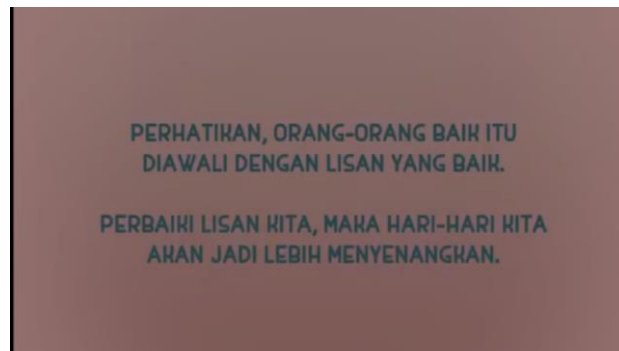 PERHATIKAN, ORANG-ORANG BAIK ITU
DIAWALI DENGAN LISAN YANG BAIK.
PERBAIKI LISAN KITA, MAKA HARI-HARI KITA
AKAN JADI LEBIH MENYENANGKAN.